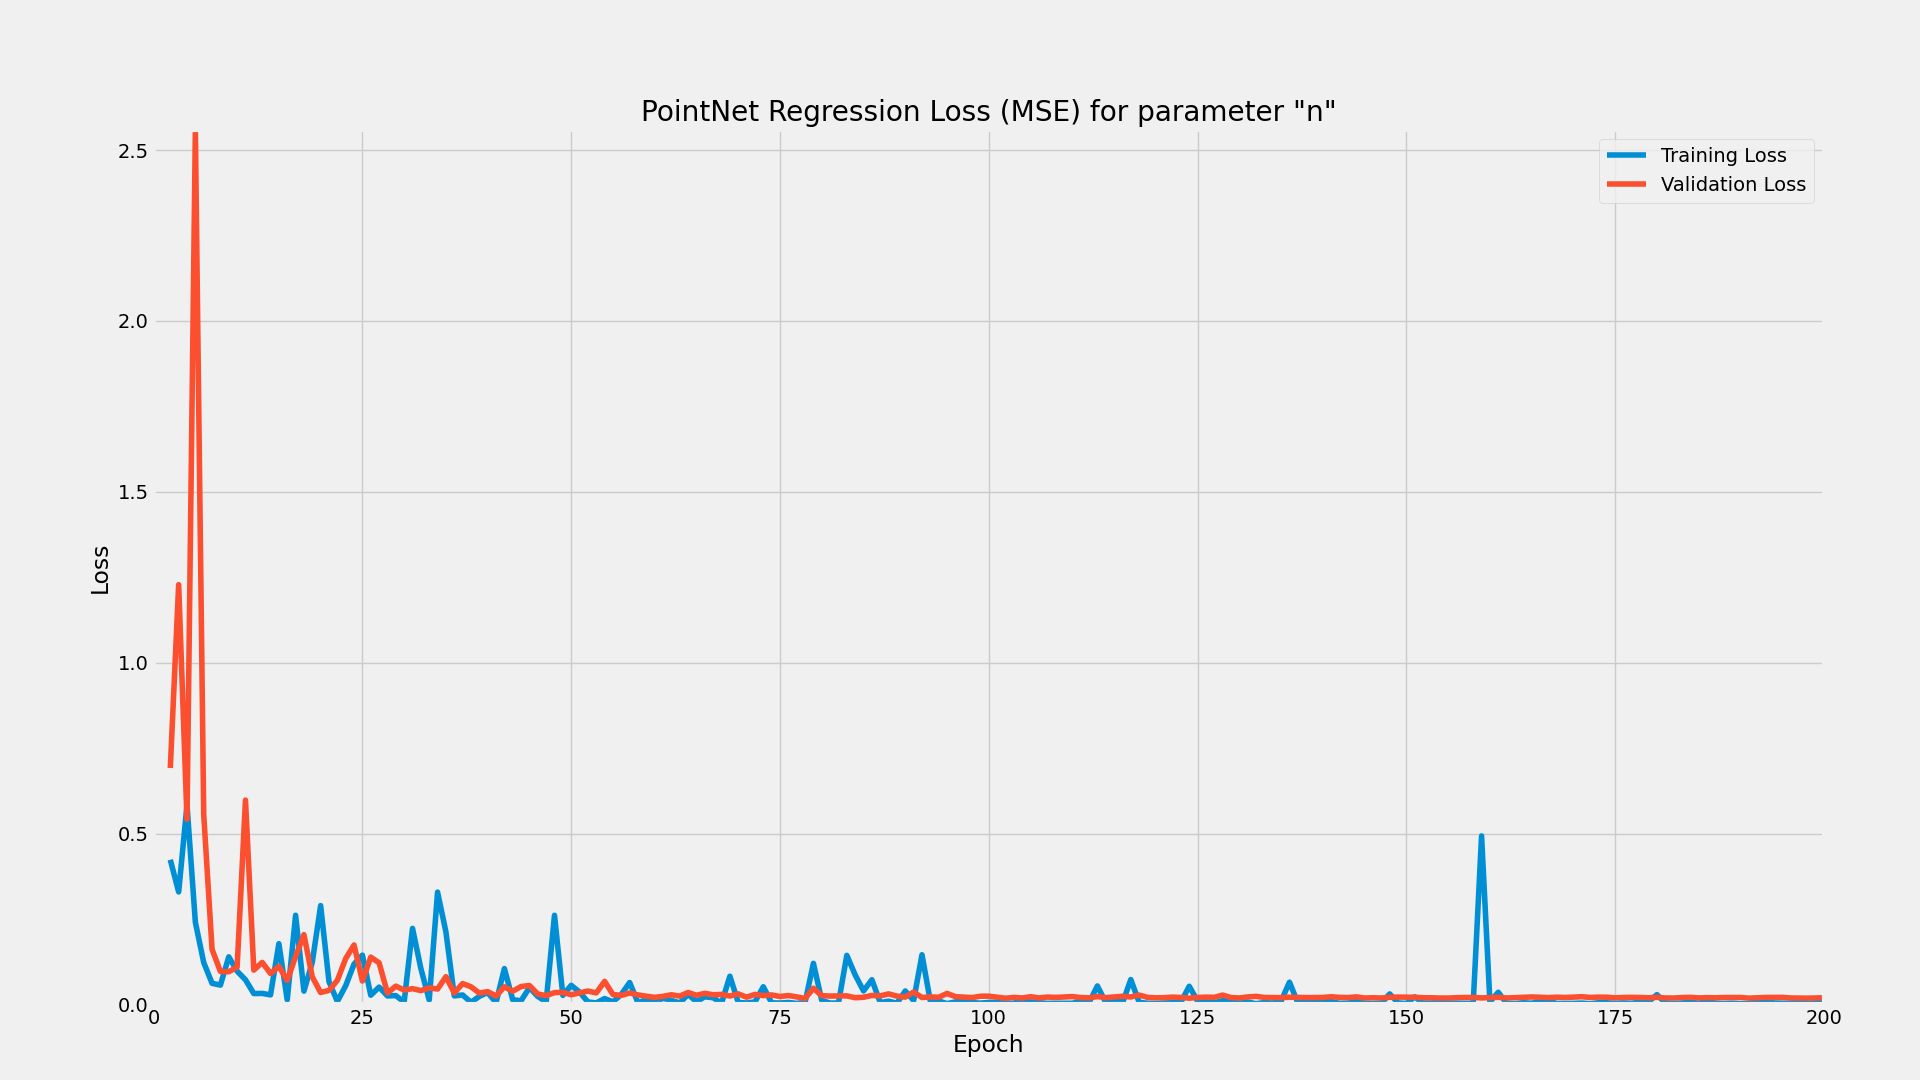 PointNet Regression Loss (MSE) for parameter "n"
Training Loss
Validation Loss
2.5
2.0
1.5
1.0
0.5
0.0
Loss
0 25 50 75 100 125 150 175 200
Epoch